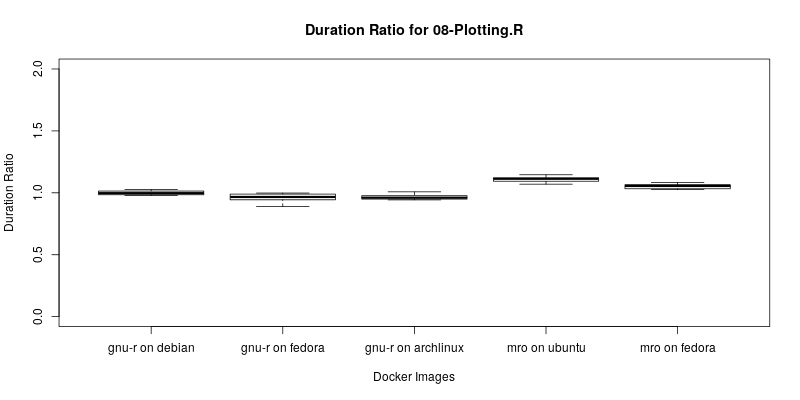 Duration Ratio for 08-Plotting.R
Duration Ratio
2.0
1.5
1.0
0.5
0.0
gnu-r on debian
gnu-r on fedora
gnu-r on archlinux
mro on ubuntu
mro on fedora
Docker Images